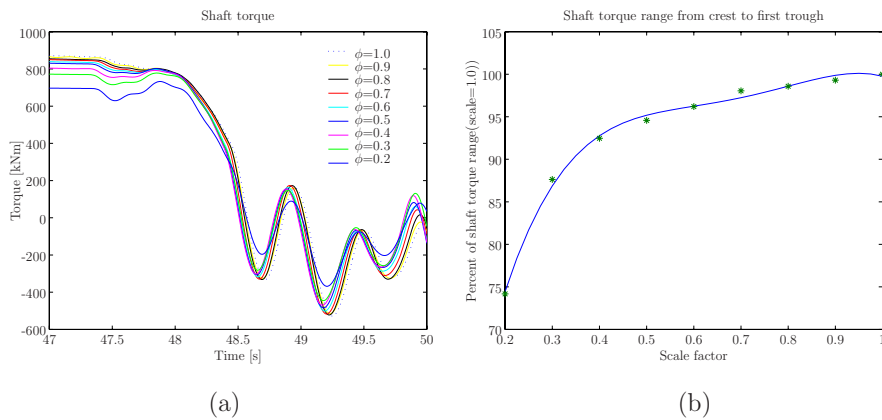 Shaft torque
1000
800
600
400
200
0
-200
-400
-600
Torque [kNm]
ϕ=1.0
ϕ=0.9
ϕ=0.8
ϕ=0.7
ϕ=0.6
ϕ=0.5
ϕ=0.4
ϕ=0.3
ϕ=0.2
47
47.5
48
48.5
49
49.5
50
Time [s]
(a)
Shaft torque range from crest to first trough
105
100
95
90
85
80
75
70
Percent of shaft torque range(scale=1.0))
0.2
0.3
0.4
0.5
0.6
0.7
0.8
0.9
1
Scale factor
(b)